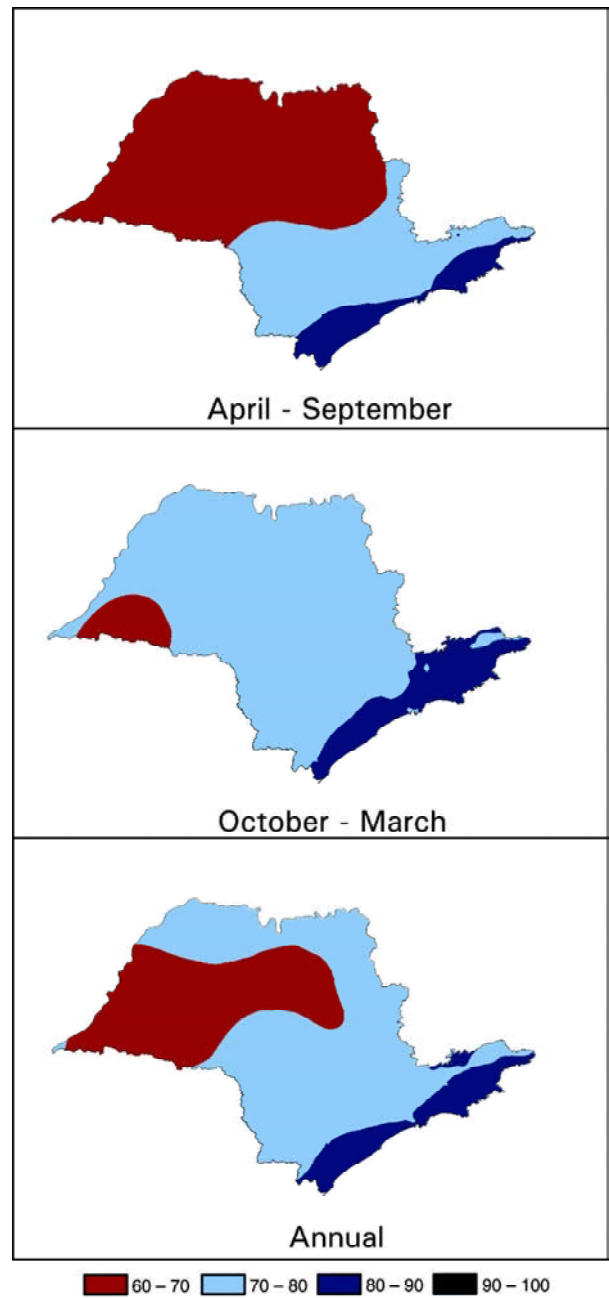 April - September
October - March
Annual
60 – 70 70 – 80 80 – 90 90 – 100